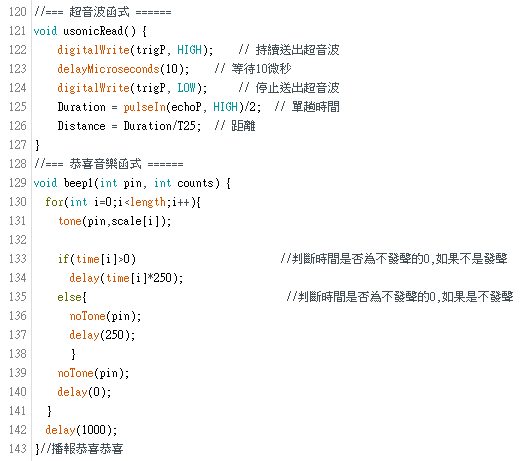 120 //=== 超音波函式 ======
121 void usonicRead() {
122     digitalWrite(trigP, HIGH);    // 持續送出超音波
123     delayMicroseconds(10);    // 等待10微秒
124     digitalWrite(trigP, LOW);     // 停止送出超音波
125     Duration = pulseIn(echoP, HIGH)/2;  // 單趟時間
126     Distance = Duration/T25;  // 距離
127 }
128 //=== 恭喜音樂函式 ======
129 void beep1(int pin, int counts) {
130   for(int i=0;i<length;i++){
131     tone(pin,scale[i]);
132
133     if(time[i]>0)                        //判斷時間是否為不發聲的0,如果不是發聲
134       delay(time[i]*250);
135     else{                                 //判斷時間是否為不發聲的0,如果是不發聲
136       noTone(pin);
137       delay(250);
138       }
139     noTone(pin);
140     delay(0);
141   }
142   delay(1000);
143 }//播報恭喜恭喜